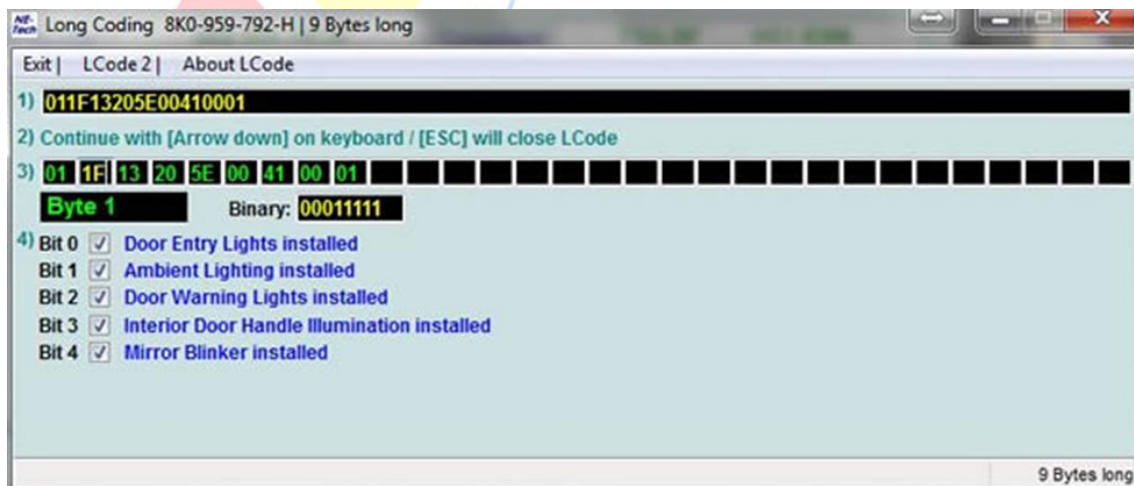 NE-Tech Long Coding 8K0-959-792-H | 9 Bytes long
Exit | LCode 2 | About LCode
1) 011F13205E00410001
2) Continue with [Arrow down] on keyboard / [ESC] will close LCode
3) 01 1F 13 20 5E 00 41 00 01
Byte 1 Binary: 00011111
4) Bit 0 Door Entry Lights installed
Bit 1 Ambient Lighting installed
Bit 2 Door Warning Lights installed
Bit 3 Interior Door Handle Illumination installed
Bit 4 Mirror Blinker installed
9 Bytes long